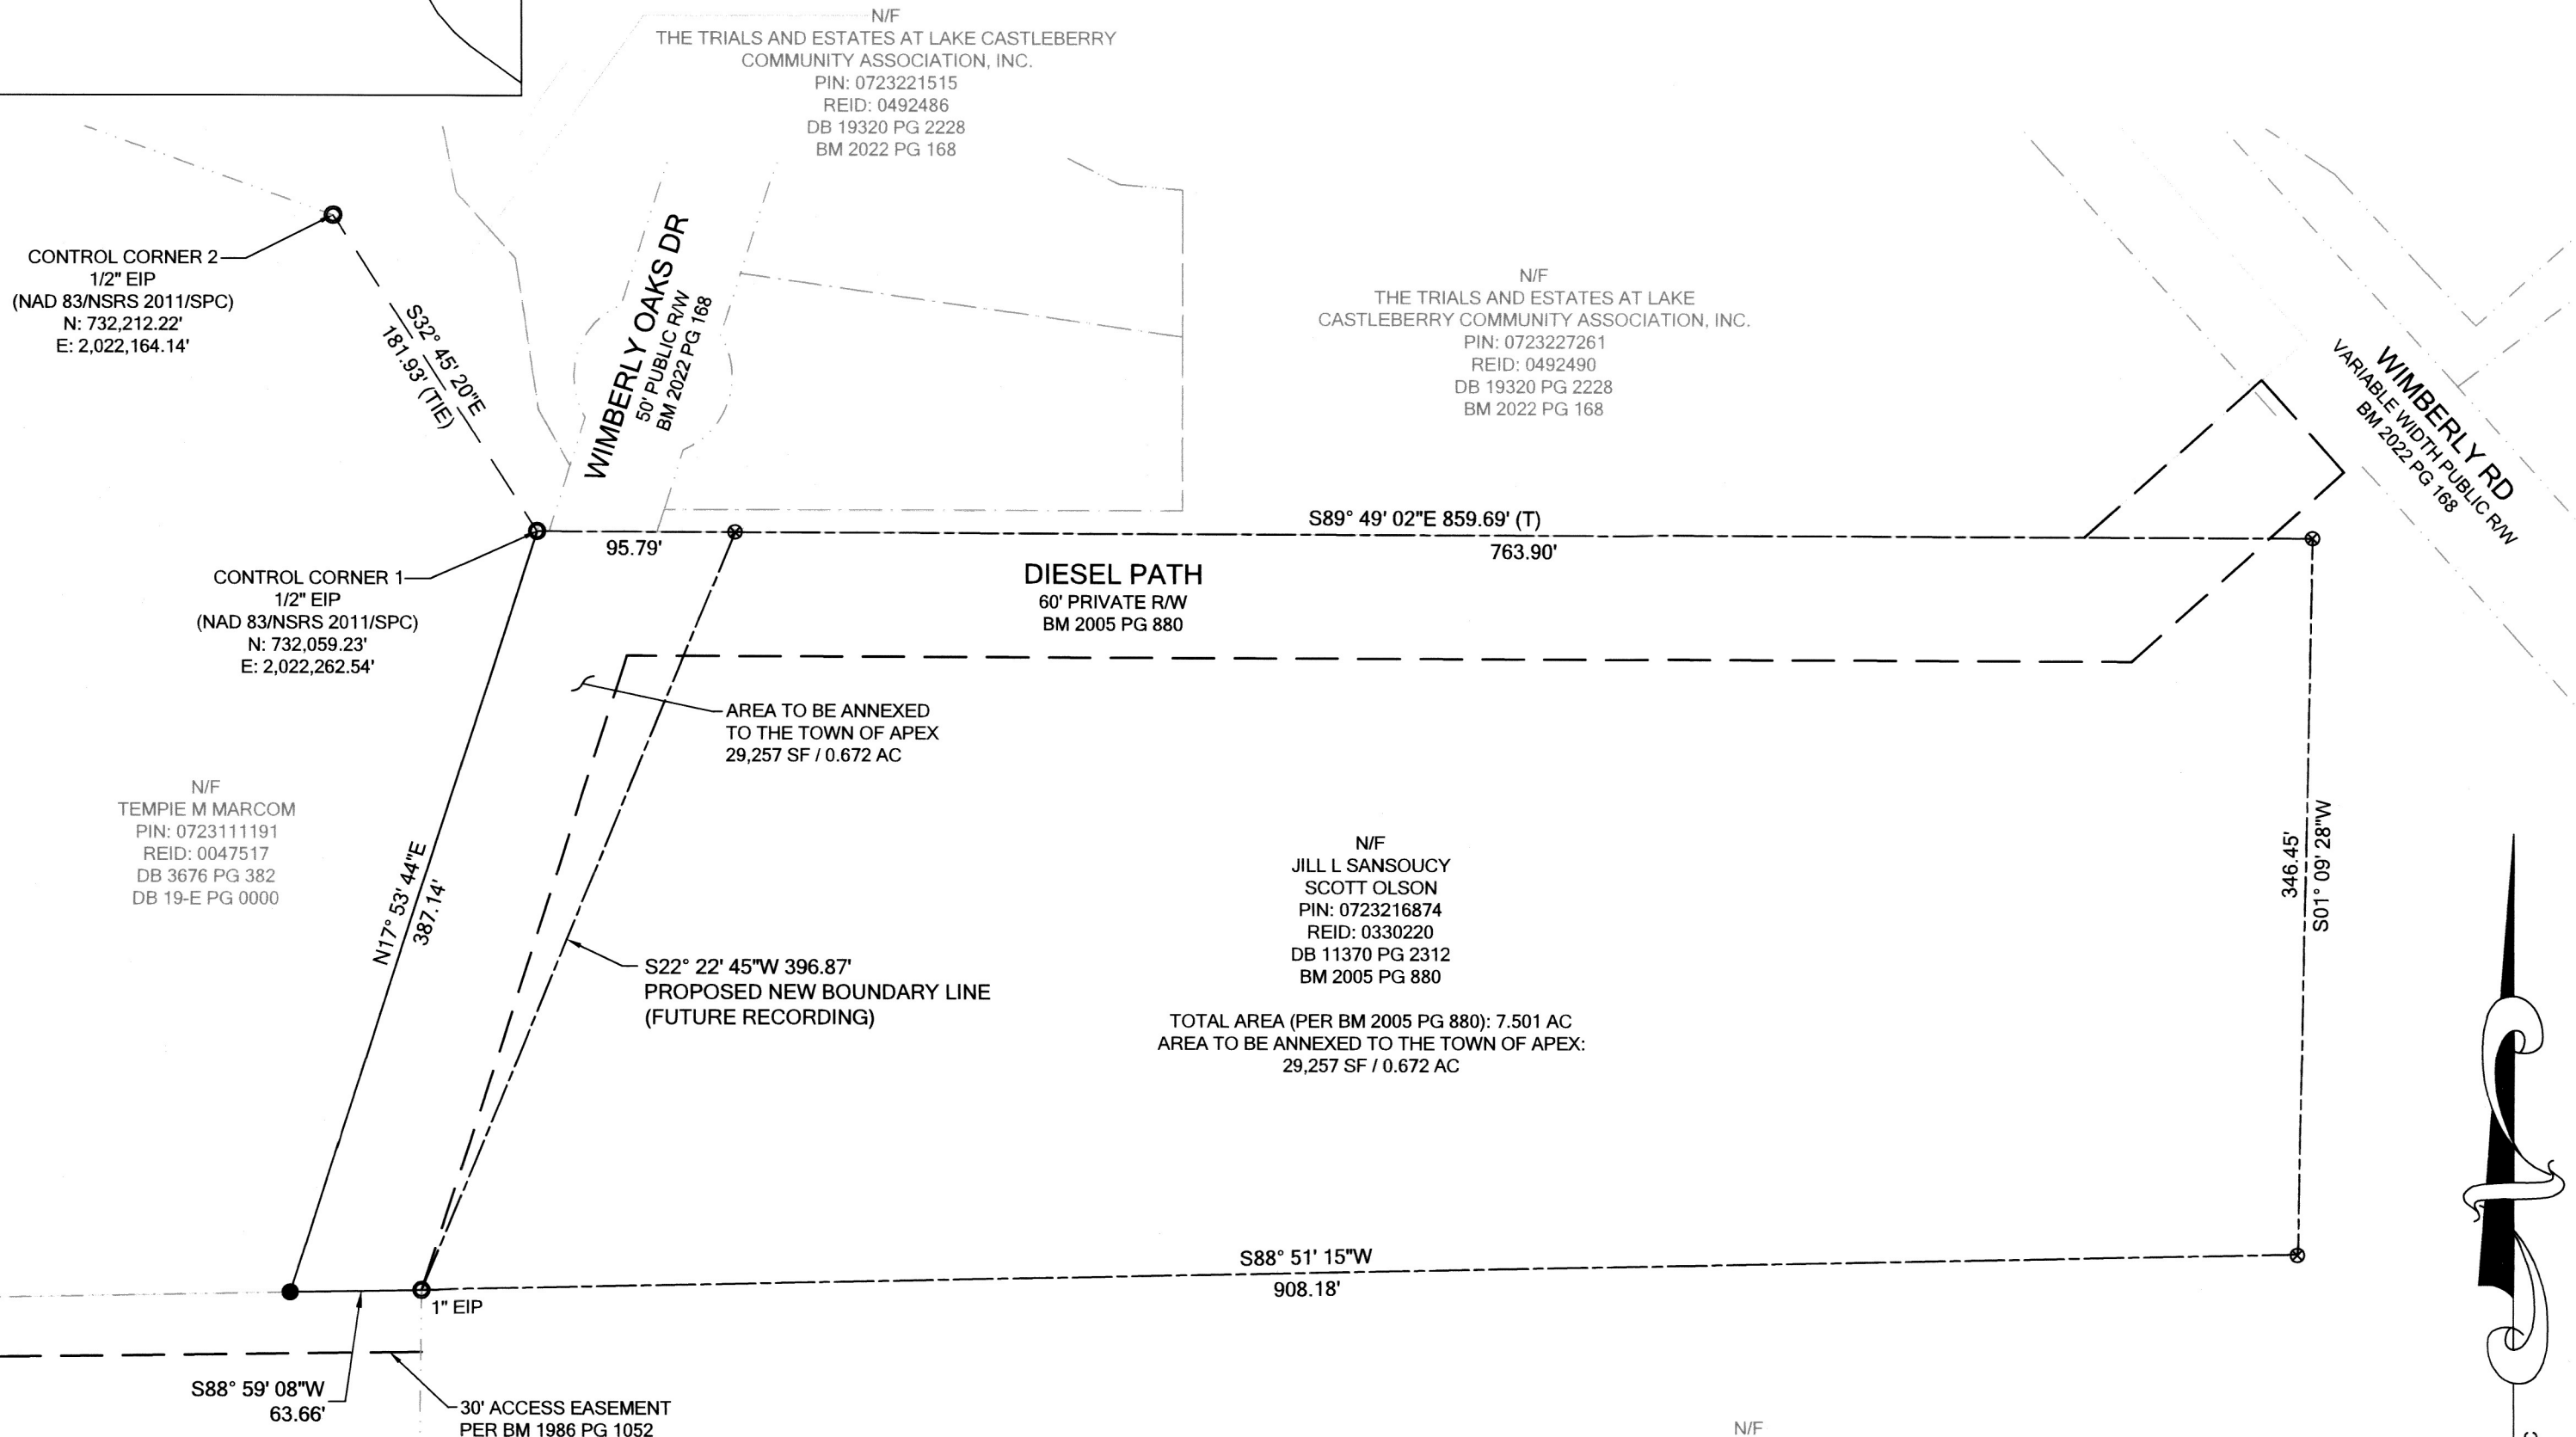 N/F
THE TRIALS AND ESTATES AT LAKE CASTLEBERRY
COMMUNITY ASSOCIATION, INC.
PIN: 0723221515
REID: 0492486
DB 19320 PG 2228
BM 2022 PG 168
CONTROL CORNER 2
1/2" EIP
(NAD 83/NSRS 2011/SPC)
N: 732,212.22'
E: 2,022,164.14'
S32° 45' 20"E
181.93' (TIE)
WIMBERLY OAKS DR
50' PUBLIC R/W
BM 2022 PG 168
N/F
THE TRIALS AND ESTATES AT LAKE
CASTLEBERRY COMMUNITY ASSOCIATION, INC.
PIN: 0723227261
REID: 0492490
DB 19320 PG 2228
BM 2022 PG 168
WIMBERLY RD
VARIABLE WIDTH PUBLIC R/W
BM 2022 PG 168
S89° 49' 02"E 859.69' (T)
95.79'
763.90'
CONTROL CORNER 1
1/2" EIP
(NAD 83/NSRS 2011/SPC)
N: 732,059.23'
E: 2,022,262.54'
DIESEL PATH
60' PRIVATE R/W
BM 2005 PG 880
AREA TO BE ANNEXED
TO THE TOWN OF APEX
29,257 SF / 0.672 AC
N/F
TEMPIE M MARCOM
PIN: 0723111191
REID: 0047517
DB 3676 PG 382
DB 19-E PG 0000
N17° 53' 44"E
387.14'
S22° 22' 45"W 396.87'
PROPOSED NEW BOUNDARY LINE
(FUTURE RECORDING)
N/F
JILL L SANSOUCY
SCOTT OLSON
PIN: 0723216874
REID: 0330220
DB 11370 PG 2312
BM 2005 PG 880
TOTAL AREA (PER BM 2005 PG 880): 7.501 AC
AREA TO BE ANNEXED TO THE TOWN OF APEX:
29,257 SF / 0.672 AC
346.45'
S01° 09' 28"W
S88° 51' 15"W
908.18'
1" EIP
S88° 59' 08"W
63.66'
30' ACCESS EASEMENT
PER BM 1986 PG 1052
N/F